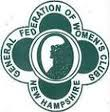 GENERAL FEDERATION OF WOMEN'S CLUBS
NEW HAMPSHIRE